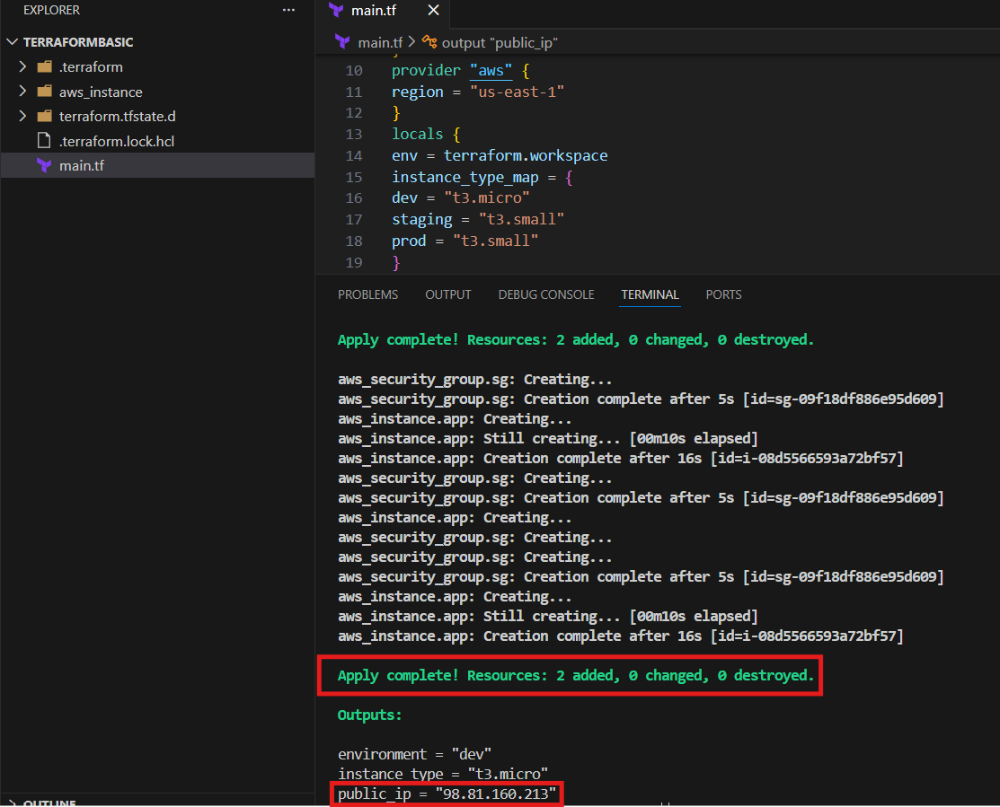 EXPLORER
...
main.tf
TERRAFORMBASIC
.terraform
aws_instance
terraform.tfstate.d
.terraform.lock.hcl
main.tf
OUTLINE
main.tf > output "public_ip"
10 provider "aws" {
11 region = "us-east-1"
12 }
13 locals {
14 env = terraform.workspace
15 instance_type_map = {
16 dev = "t3.micro"
17 staging = "t3.small"
18 prod = "t3.small"
19 }
PROBLEMS OUTPUT DEBUG CONSOLE TERMINAL PORTS
Apply complete! Resources: 2 added, 0 changed, 0 destroyed.
aws_security_group.sg: Creating...
aws_security_group.sg: Creation complete after 5s [id=sg-09f18df886e95d609]
aws_instance.app: Creating...
aws_instance.app: Still creating... [00m10s elapsed]
aws_instance.app: Creation complete after 16s [id=i-08d5566593a72bf57]
aws_security_group.sg: Creating...
aws_security_group.sg: Creation complete after 5s [id=sg-09f18df886e95d609]
aws_instance.app: Creating...
aws_security_group.sg: Creating...
aws_security_group.sg: Creating...
aws_security_group.sg: Creation complete after 5s [id=sg-09f18df886e95d609]
aws_instance.app: Creating...
aws_instance.app: Still creating... [00m10s elapsed]
aws_instance.app: Creation complete after 16s [id=i-08d5566593a72bf57]
Apply complete! Resources: 2 added, 0 changed, 0 destroyed.
Outputs:
environment = "dev"
instance_type = "t3.micro"
public_ip = "98.81.160.213"